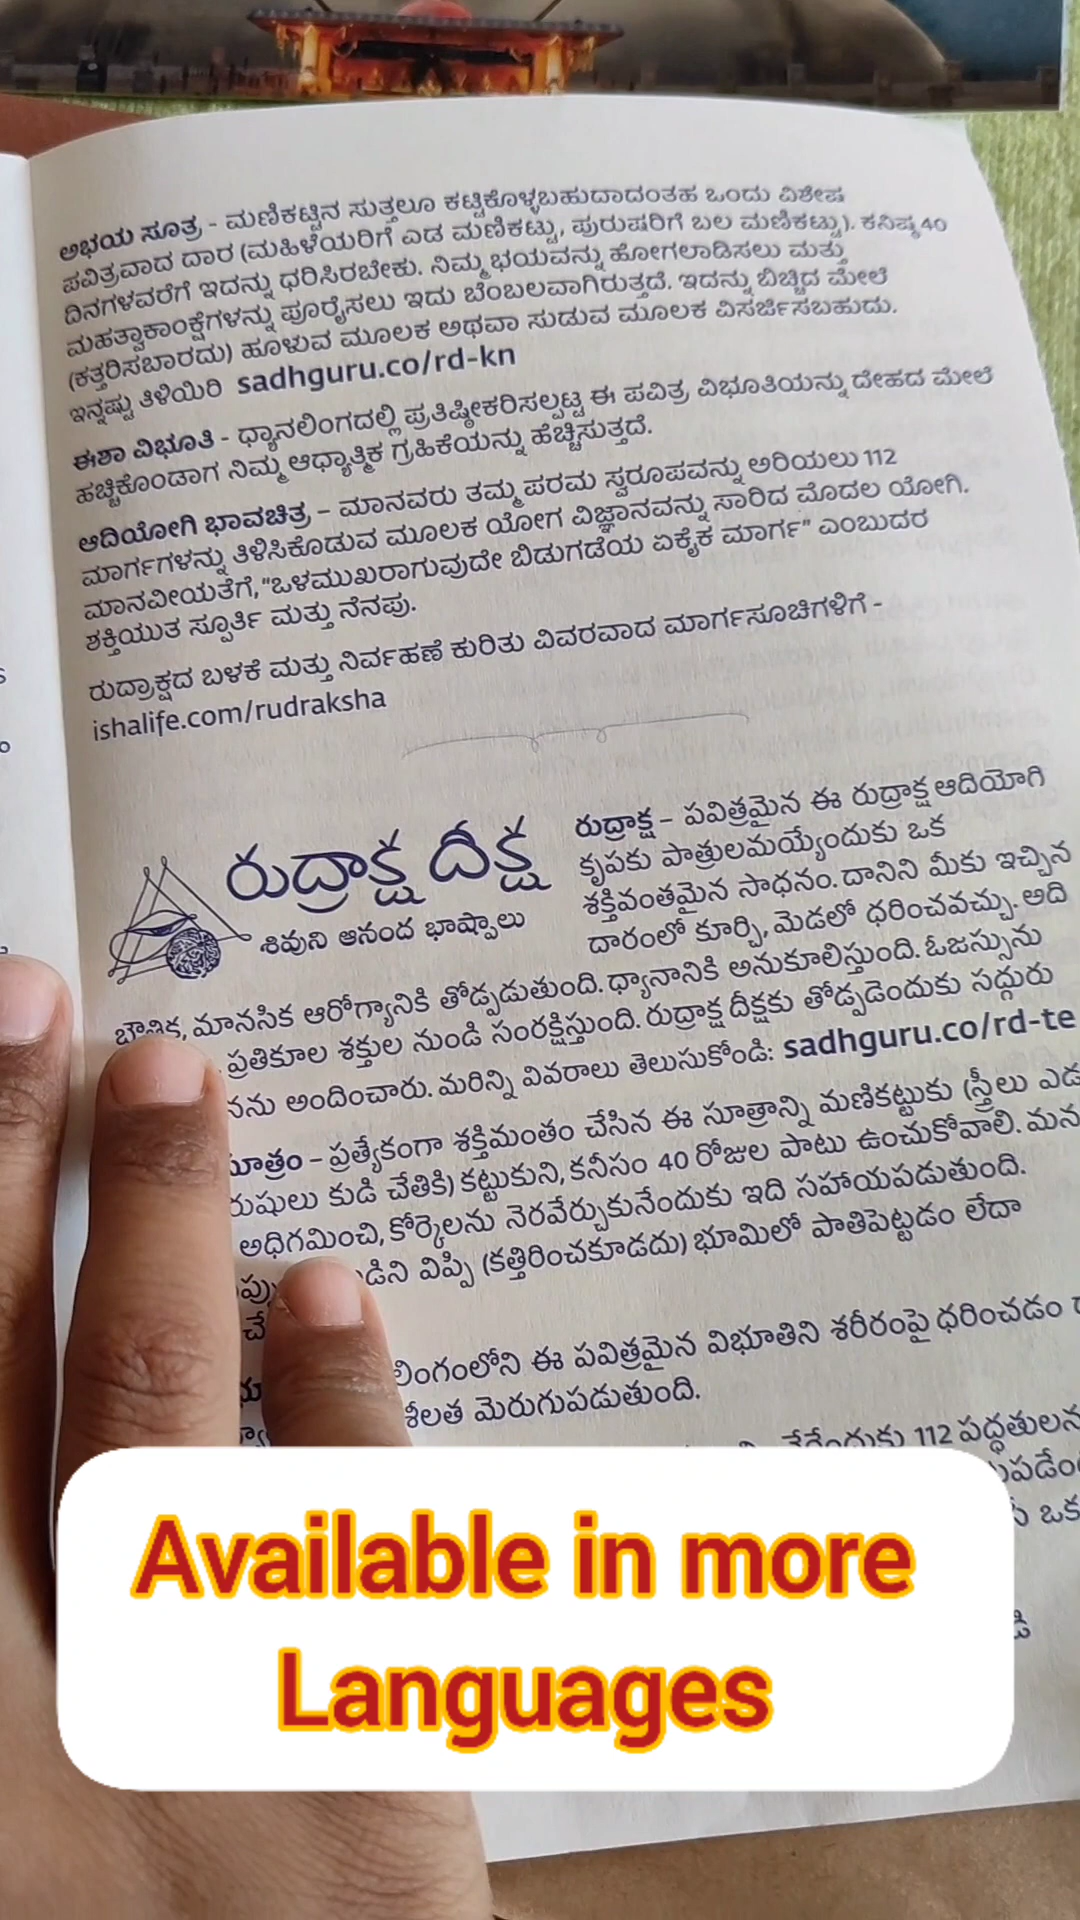 ಅಭಯ ಸೂತ್ರ - ಮಣಿಕಟ್ಟಿನ ಸುತ್ತಲೂ ಕಟ್ಟಿಕೊಳ್ಳಬಹುದಾದಂತಹ ಒಂದು ವಿಶೇಷ
ಪವಿತ್ರವಾದ ದಾರ (ಮಹಿಳೆಯರಿಗೆ ಎಡ ಮಣಿಕಟ್ಟು, ಪುರುಷರಿಗೆ ಬಲ ಮಣಿಕಟ್ಟು). ಕನಿಷ್ಠ 40
ದಿನಗಳವರೆಗೆ ಇದನ್ನು ಧರಿಸಿರಬೇಕು. ನಿಮ್ಮ ಭಯವನ್ನು ಹೋಗಲಾಡಿಸಲು ಮತ್ತು
ಮಹತ್ವಾಕಾಂಕ್ಷೆಗಳನ್ನು ಪೂರೈಸಲು ಇದು ಬೆಂಬಲವಾಗಿರುತ್ತದೆ. ಇದನ್ನು ಬಿಚ್ಚಿದ ಮೇಲೆ
(ಕತ್ತರಿಸಬಾರದು) ಹೂಳುವ ಮೂಲಕ ಅಥವಾ ಸುಡುವ ಮೂಲಕ ವಿಸರ್ಜಿಸಬಹುದು.
ಇನ್ನಷ್ಟು ತಿಳಿಯಿರಿ sadhguru.co/rd-kn
ಈಶಾ ವಿಭೂತಿ - ಧ್ಯಾನಲಿಂಗದಲ್ಲಿ ಪ್ರತಿಷ್ಠೀಕರಿಸಲ್ಪಟ್ಟ ಈ ಪವಿತ್ರ ವಿಭೂತಿಯನ್ನು ದೇಹದ ಮೇಲೆ
ಹಚ್ಚಿಕೊಂಡಾಗ ನಿಮ್ಮ ಆಧ್ಯಾತ್ಮಿಕ ಗ್ರಹಿಕೆಯನ್ನು ಹೆಚ್ಚಿಸುತ್ತದೆ.
ಆದಿಯೋಗಿ ಭಾವಚಿತ್ರ – ಮಾನವರು ತಮ್ಮ ಪರಮ ಸ್ವರೂಪವನ್ನು ಅರಿಯಲು 112
ಮಾರ್ಗಗಳನ್ನು ತಿಳಿಸಿಕೊಡುವ ಮೂಲಕ ಯೋಗ ವಿಜ್ಞಾನವನ್ನು ಸಾರಿದ ಮೊದಲ ಯೋಗಿ.
ಮಾನವೀಯತೆಗೆ, "ಒಳಮುಖರಾಗುವುದೇ ಬಿಡುಗಡೆಯ ಏಕೈಕ ಮಾರ್ಗ" ಎಂಬುದರ
ಶಕ್ತಿಯುತ ಸ್ಪೂರ್ತಿ ಮತ್ತು ನೆನಪು.
ರುದ್ರಾಕ್ಷದ ಬಳಕೆ ಮತ್ತು ನಿರ್ವಹಣೆ ಕುರಿತು ವಿವರವಾದ ಮಾರ್ಗಸೂಚಿಗಳಿಗೆ -
ishalife.com/rudraksha
రుద్రాక్ష దీక్ష
శివుని ఆనంద భాష్పాలు
రుద్రాక్ష – పవిత్రమైన ఈ రుద్రాక్ష ఆదియోగి
కృపకు పాత్రులమయ్యేందుకు ఒక
శక్తివంతమైన సాధనం. దానిని మీకు ఇచ్చిన
దారంలో కూర్చి, మెడలో ధరించవచ్చు. అది
భౌతిక, మానసిక ఆరోగ్యానికి తోడ్పడుతుంది. ధ్యానానికి అనుకూలిస్తుంది. ఓజస్సును
ప్రతికూల శక్తుల నుండి సంరక్షిస్తుంది. రుద్రాక్ష దీక్షకు తోడ్పడెందుకు సద్గురు
అందించారు. మరిన్ని వివరాలు తెలుసుకోండి: sadhguru.co/rd-te
– ప్రత్యేకంగా శక్తిమంతం చేసిన ఈ సూత్రాన్ని మణికట్టుకు (స్త్రీలు ఎడ
కుడి చేతికి) కట్టుకుని, కనీసం 40 రోజుల పాటు ఉంచుకోవాలి. మన
అధిగమించి, కోర్కెలను నెరవేర్చుకునేందుకు ఇది సహాయపడుతుంది.
విప్పి (కత్తిరించకూడదు) భూమిలో పాతిపెట్టడం లేదా
ఈ పవిత్రమైన విభూతిని శరీరంపై ధరించడం
మెరుగుపడుతుంది.
112 పద్ధతులన
ఒక
Available in more
Languages